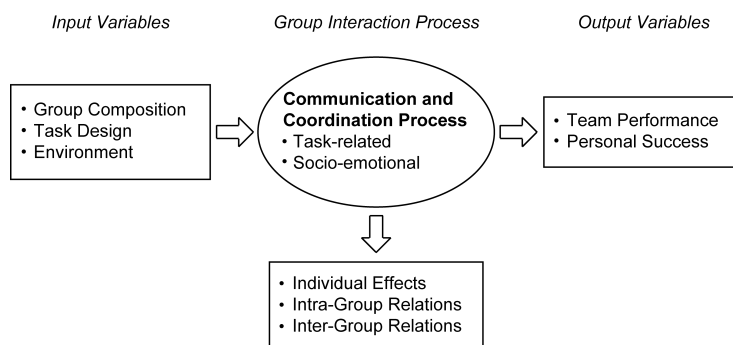 Input Variables
Group Interaction Process
Output Variables
• Group Composition
• Task Design
• Environment
Communication and
Coordination Process
• Task-related
• Socio-emotional
• Team Performance
• Personal Success
• Individual Effects
• Intra-Group Relations
• Inter-Group Relations